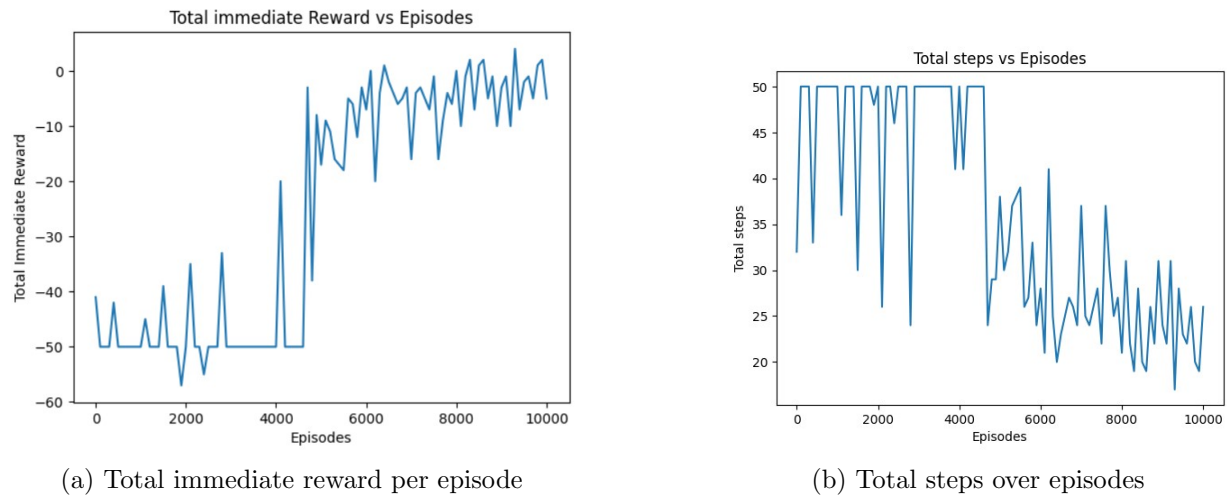 Total immediate Reward vs Episodes
Total Immediate Reward
0
−10
−20
−30
−40
−50
−60
0 2000 4000 6000 8000 10000
Episodes
(a) Total immediate reward per episode
Total steps vs Episodes
Total steps
50
45
40
35
30
25
20
0 2000 4000 6000 8000 10000
Episodes
(b) Total steps over episodes